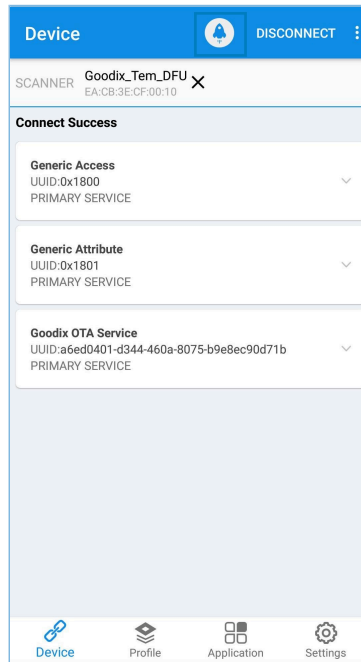 Device
DISCONNECT
SCANNER
Goodix_Tem_DFU
EA:CB:3E:CF:00:10
Connect Success
Generic Access
UUID:0x1800
PRIMARY SERVICE
Generic Attribute
UUID:0x1801
PRIMARY SERVICE
Goodix OTA Service
UUID:a6ed0401-d344-460a-8075-b9e8ec90d71b
PRIMARY SERVICE
Device
Profile
Application
Settings